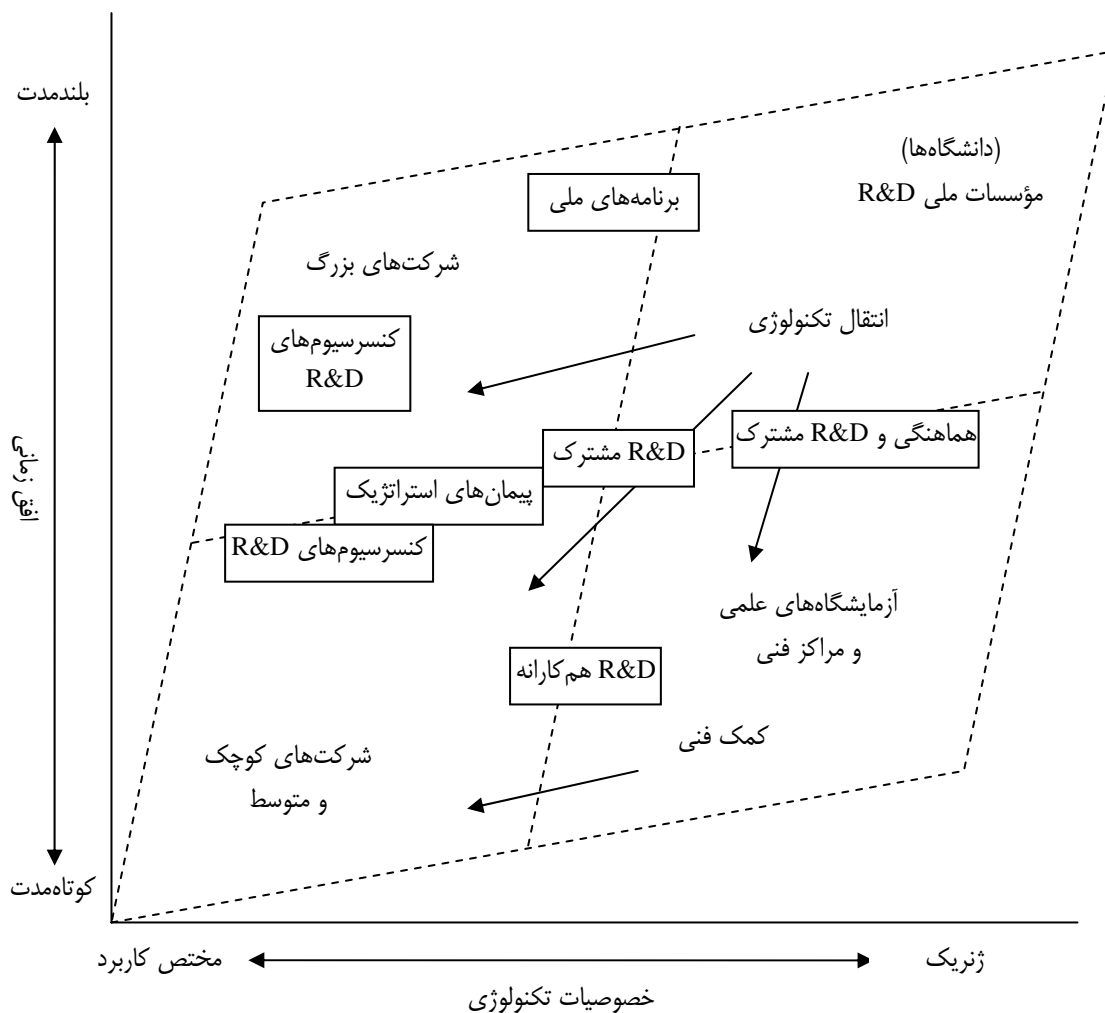 بلندمدت
(دانشگاه‌ها)
مؤسسات ملی R&D
برنامه‌های ملی
شرکت‌های بزرگ
انتقال تکنولوژی
کنسرسیوم‌های
R&D
هماهنگی و R&D مشترک
R&D مشترک
پیمان‌های استراتژیک
افق زمانی
کنسرسیوم‌های R&D
آزمایشگاه‌های علمی
و مراکز فنی
R&D هم‌کارانه
کمک فنی
شرکت‌های کوچک
و متوسط
کوتاه‌مدت
ژنریک
مختص کاربرد
خصوصیات تکنولوژی